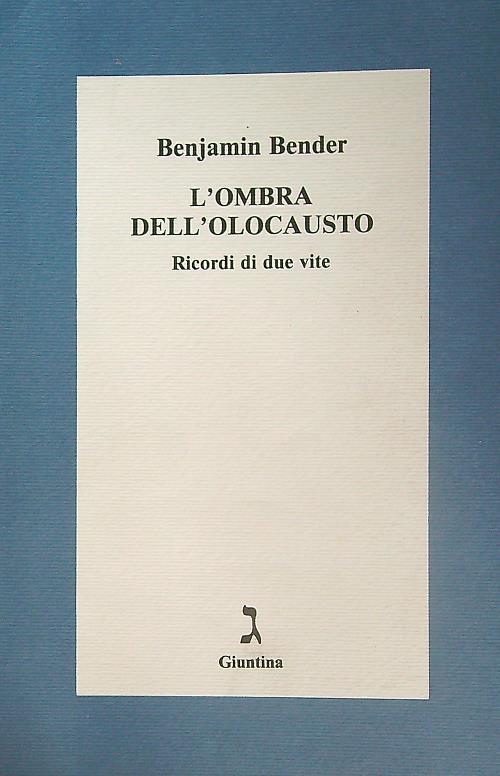 Benjamin Bender
L'OMBRA
DELL'OLOCAUSTO
Ricordi di due vite
ג
Giuntina